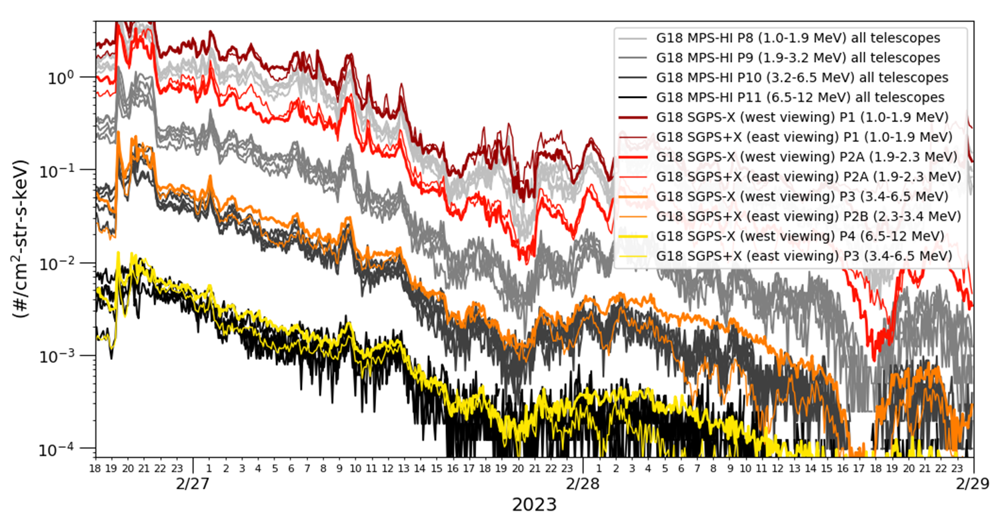 (#/cm²-str-s-keV)
10⁰
10⁻¹
10⁻²
10⁻³
10⁻⁴
G18 MPS-HI P8 (1.0-1.9 MeV) all telescopes
G18 MPS-HI P9 (1.9-3.2 MeV) all telescopes
G18 MPS-HI P10 (3.2-6.5 MeV) all telescopes
G18 MPS-HI P11 (6.5-12 MeV) all telescopes
G18 SGPS-X (west viewing) P1 (1.0-1.9 MeV)
G18 SGPS+X (east viewing) P1 (1.0-1.9 MeV)
G18 SGPS-X (west viewing) P2A (1.9-2.3 MeV)
G18 SGPS+X (east viewing) P2A (1.9-2.3 MeV)
G18 SGPS-X (west viewing) P3 (3.4-6.5 MeV)
G18 SGPS+X (east viewing) P2B (2.3-3.4 MeV)
G18 SGPS-X (west viewing) P4 (6.5-12 MeV)
G18 SGPS+X (east viewing) P3 (3.4-6.5 MeV)
18 19 20 21 22 23 1 2 3 4 5 6 7 8 9 10 11 12 13 14 15 16 17 18 19 20 21 22 23 1 2 3 4 5 6 7 8 9 10 11 12 13 14 15 16 17 18 19 20 21 22 23
2/27 2/28 2/29
2023